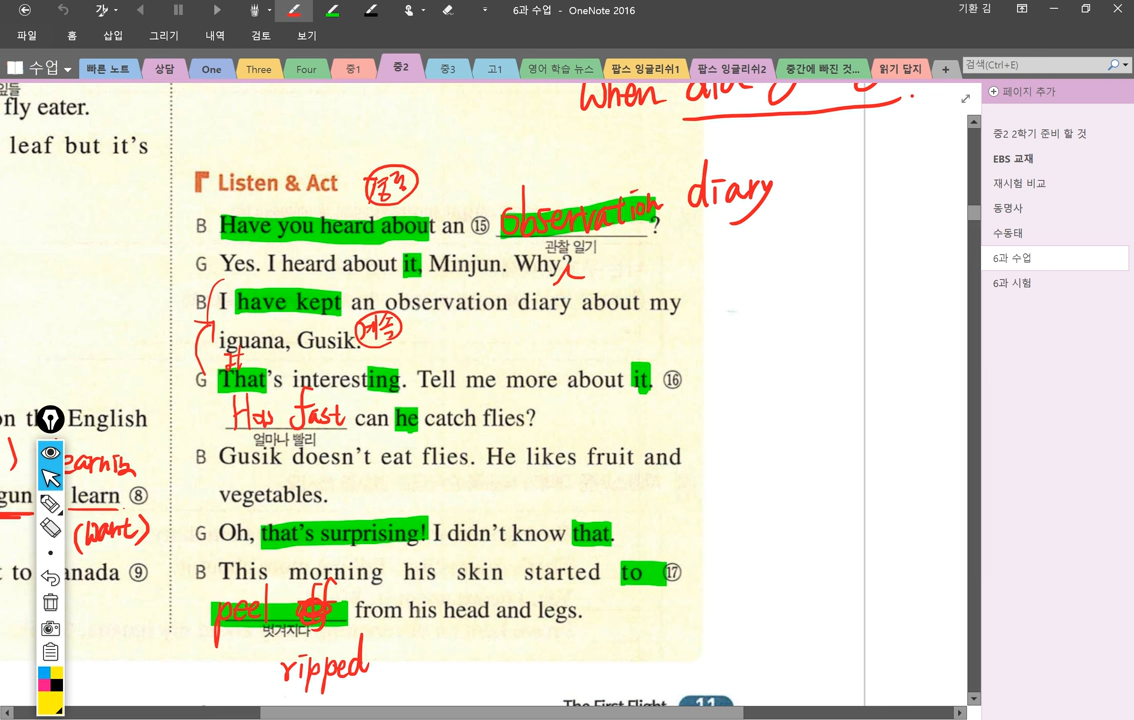 6과 수업 - OneNote 2016
기환 김
파일 홈 삽입 그리기 내역 검토 보기
수업 빠른 노트 상담 One Three Four 중1 중2 중3 고1 영어 학습 뉴스 팝스 잉글리쉬1 팝스 잉글리쉬2 중간에 빠진 것... 읽기 답지 + 검색(Ctrl+E)
페이지 추가
중2 2학기 준비 할 것
EBS 교재
재시험 비교
동명사
수동태
6과 수업
6과 시험
잎들
fly eater.
leaf but it's
English
earning
gun learn ⑧
(want)
t to anada ⑨
When
Listen & Act 경험
B Have you heard about an ⑮ observation diary ?
관찰 일기
G Yes. I heard about it, Minjun. Why?
B I have kept an observation diary about my
iguana, Gusik. 계속
It
G That's interesting. Tell me more about it. ⑯
How fast can he catch flies?
얼마나 빨리
B Gusik doesn't eat flies. He likes fruit and
vegetables.
G Oh, that's surprising! I didn't know that.
B This morning his skin started to ⑰
peel off from his head and legs.
벗겨지다
ripped
The First Flight 11